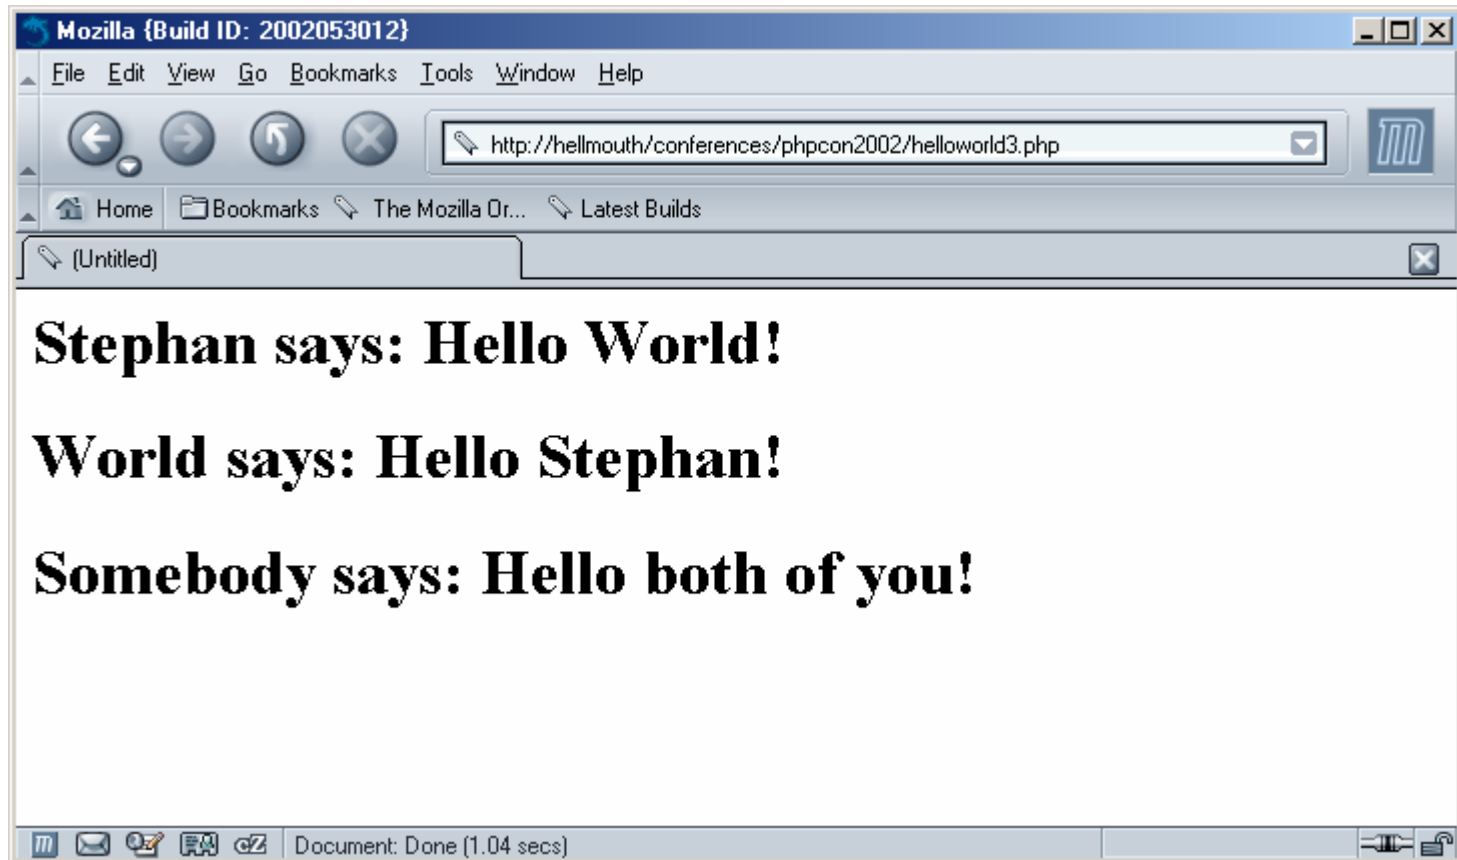 Mozilla {Build ID: 2002053012}
File Edit View Go Bookmarks Tools Window Help
http://hellmouth/conferences/phpcon2002/helloworld3.php
Home Bookmarks The Mozilla Or... Latest Builds
(Untitled)
Stephan says: Hello World!
World says: Hello Stephan!
Somebody says: Hello both of you!
Document: Done (1.04 secs)